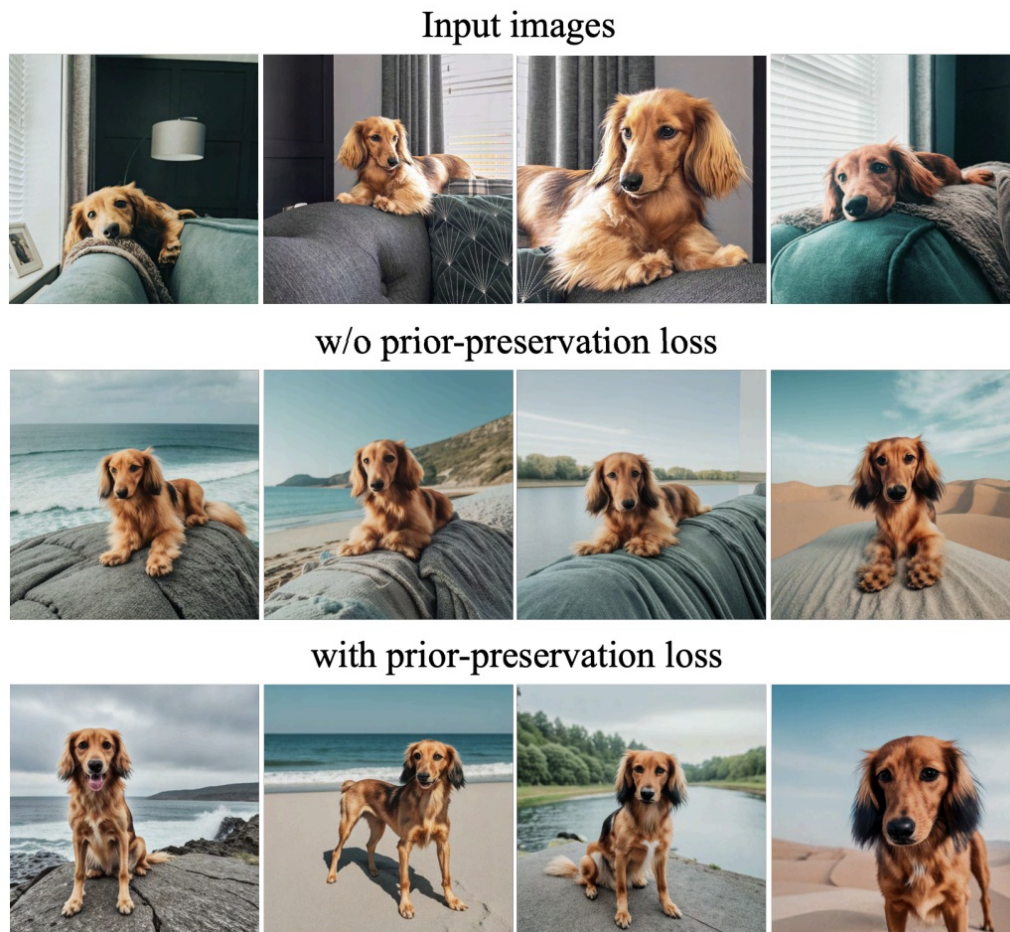 Input images
w/o prior-preservation loss
with prior-preservation loss